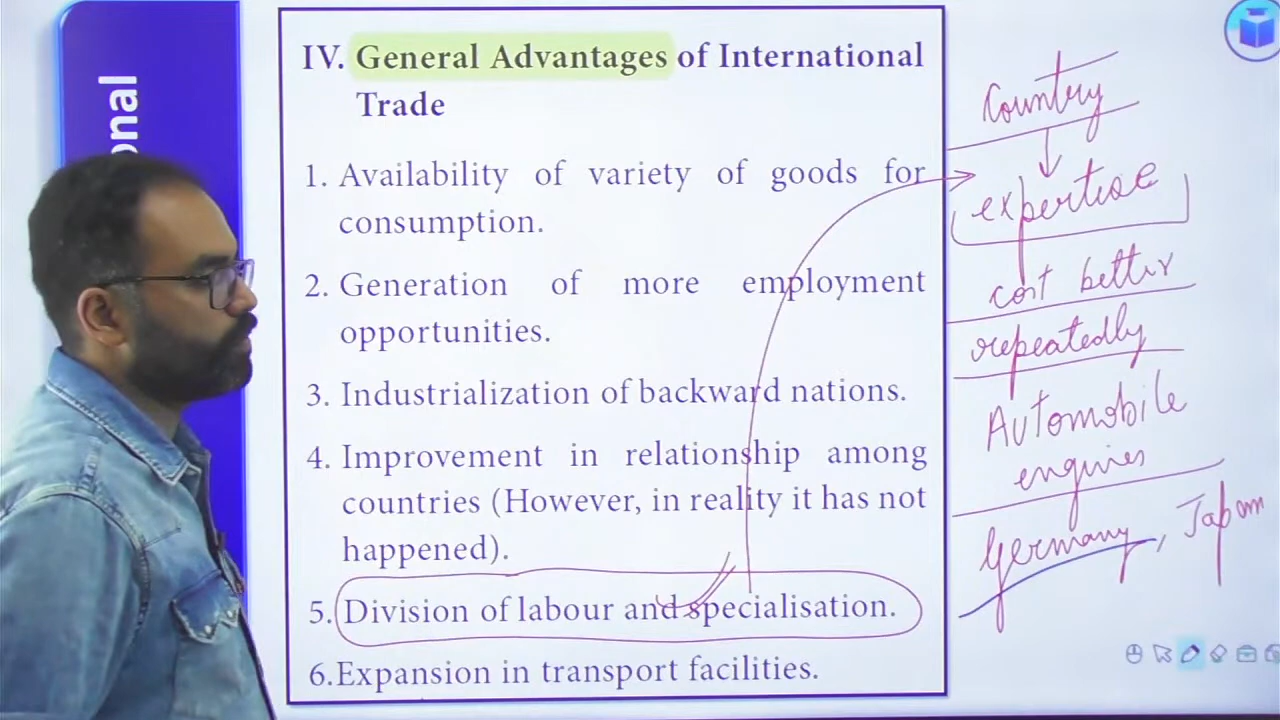 onal
IV. General Advantages of International
Trade
1. Availability of variety of goods for
consumption.
2. Generation of more employment
opportunities.
3. Industrialization of backward nations.
4. Improvement in relationship among
countries (However, in reality it has not
happened).
5. Division of labour and specialisation.
6.Expansion in transport facilities.
Country
expertise
cost better
repeatedly
Automobile
engines
Germany, Japan